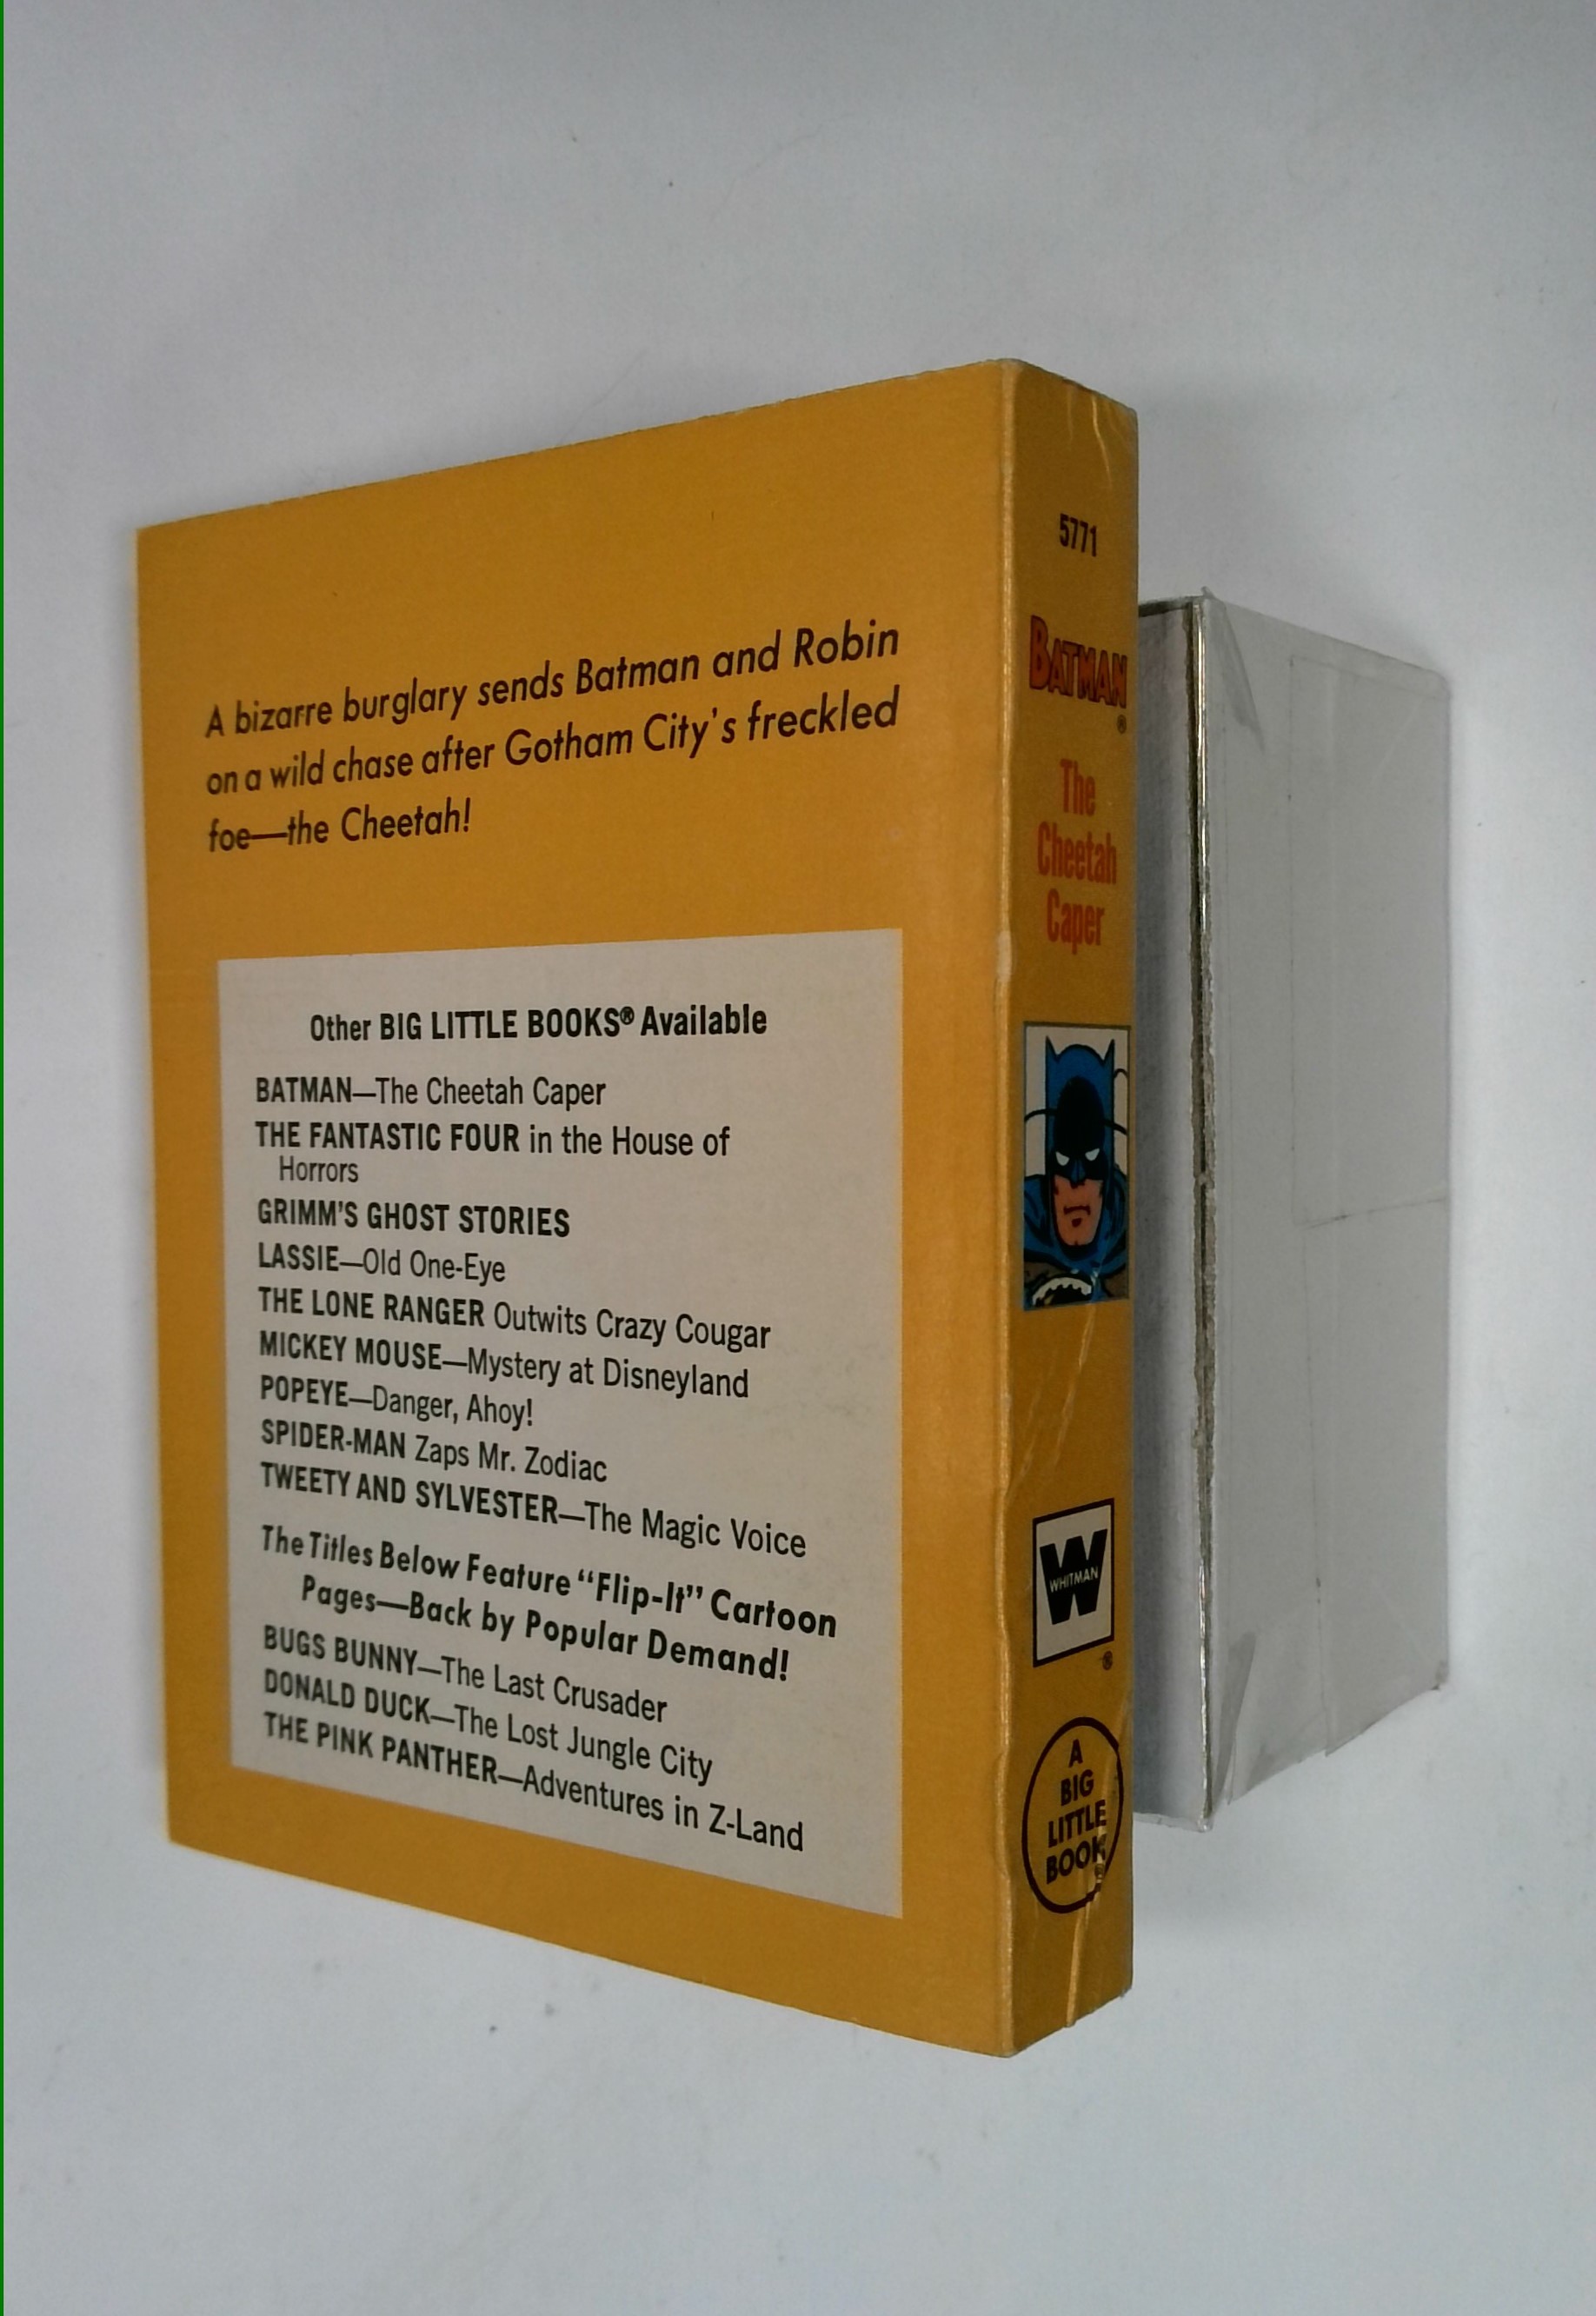 A bizarre burglary sends Batman and Robin
on a wild chase after Gotham City's freckled
foe—the Cheetah!
Other BIG LITTLE BOOKS® Available
BATMAN—The Cheetah Caper
THE FANTASTIC FOUR in the House of
Horrors
GRIMM'S GHOST STORIES
LASSIE—Old One-Eye
THE LONE RANGER Outwits Crazy Cougar
MICKEY MOUSE—Mystery at Disneyland
POPEYE—Danger, Ahoy!
SPIDER-MAN Zaps Mr. Zodiac
TWEETY AND SYLVESTER—The Magic Voice
The Titles Below Feature “Flip-It” Cartoon
Pages—Back by Popular Demand!
BUGS BUNNY—The Last Crusader
DONALD DUCK—The Lost Jungle City
THE PINK PANTHER—Adventures in Z-Land
5771
BATMAN
®
The
Cheetah
Caper
W
WHITMAN
®
A
BIG
LITTLE
BOOK
®